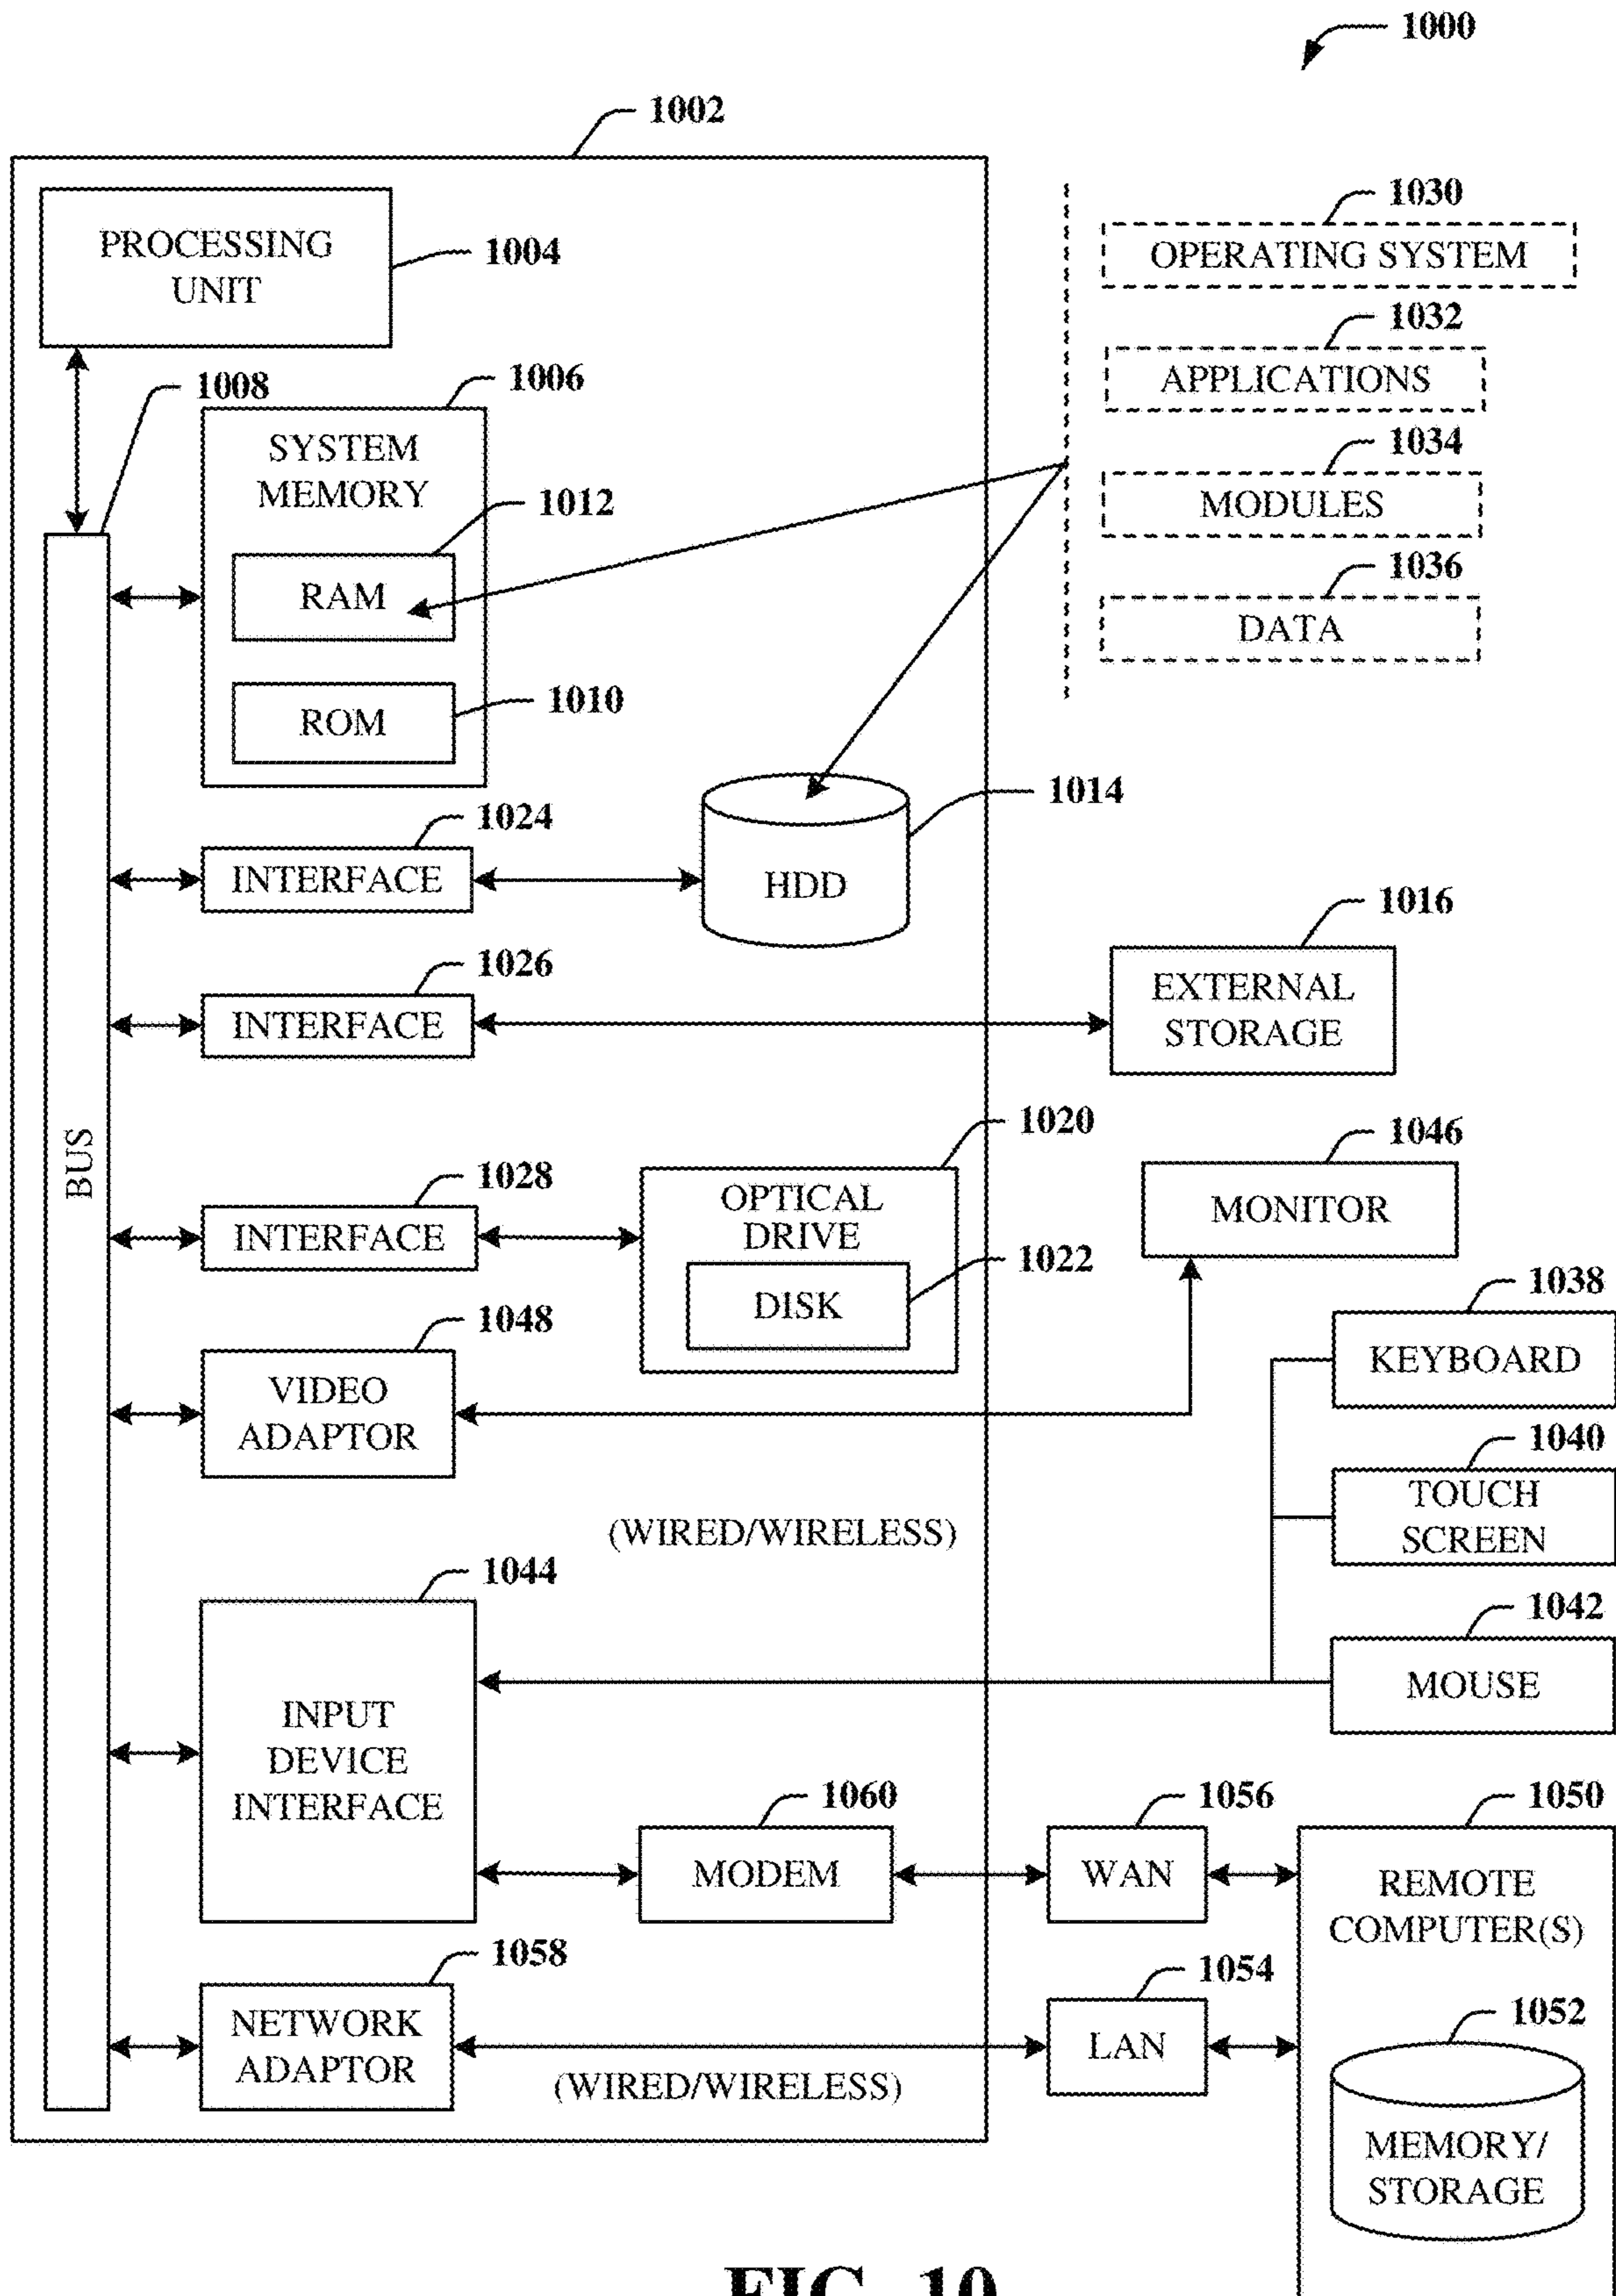 1000
1002
PROCESSING
UNIT
1004
1030
OPERATING SYSTEM
1032
APPLICATIONS
1034
MODULES
1036
DATA
1008
1006
SYSTEM
MEMORY
1012
RAM
1010
ROM
1024
INTERFACE
1014
HDD
1026
INTERFACE
1016
EXTERNAL
STORAGE
BUS
1028
INTERFACE
1020
OPTICAL
DRIVE
1022
DISK
1046
MONITOR
1048
VIDEO
ADAPTOR
1038
KEYBOARD
1040
TOUCH
SCREEN
(WIRED/WIRELESS)
1044
INPUT
DEVICE
INTERFACE
1042
MOUSE
1060
MODEM
1056
WAN
1050
REMOTE
COMPUTER(S)
1058
NETWORK
ADAPTOR
(WIRED/WIRELESS)
1054
LAN
1052
MEMORY/
STORAGE
FIG. 10